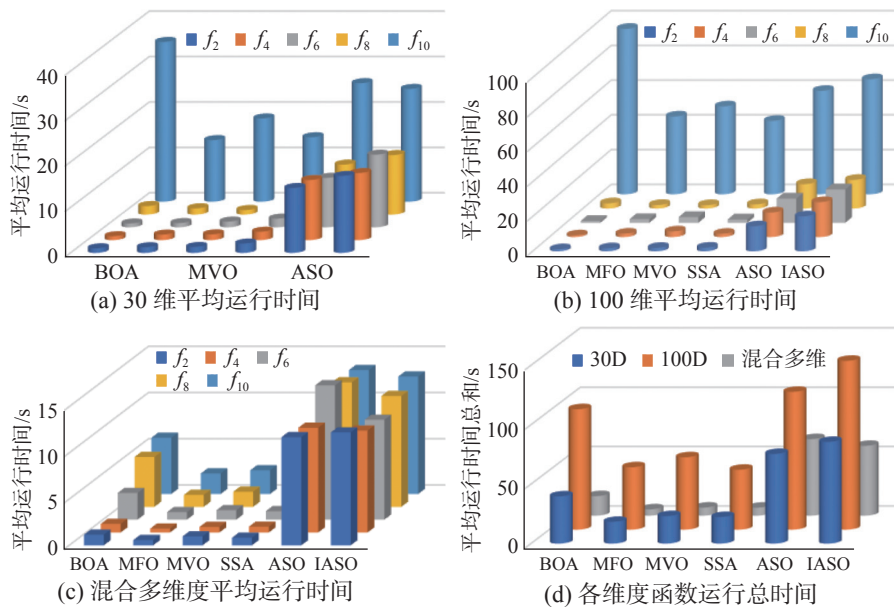 f2 f4 f6 f8 f10
平均运行时间/s
40
30
20
10
0
BOA MVO ASO
(a) 30 维平均运行时间
f2 f4 f6 f8 f10
平均运行时间/s
100
80
60
40
20
0
BOA MFO MVO SSA ASO IASO
(b) 100 维平均运行时间
f2 f4 f6
f8 f10
平均运行时间/s
15
10
5
0
BOA MFO MVO SSA ASO IASO
(c) 混合多维度平均运行时间
30D 100D 混合多维
平均运行时间总和/s
150
100
50
0
BOA MFO MVO SSA ASO IASO
(d) 各维度函数运行总时间